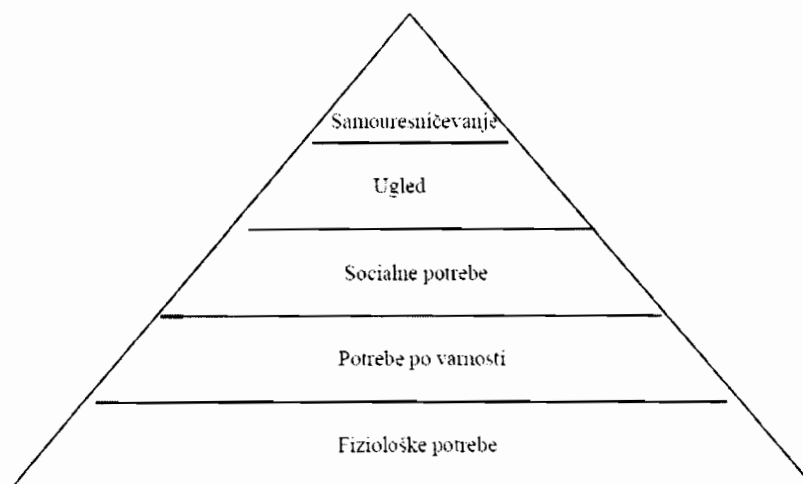 Samouresničevanje
Ugled
Socialne potrebe
Potrebe po varnosti
Fiziološke potrebe